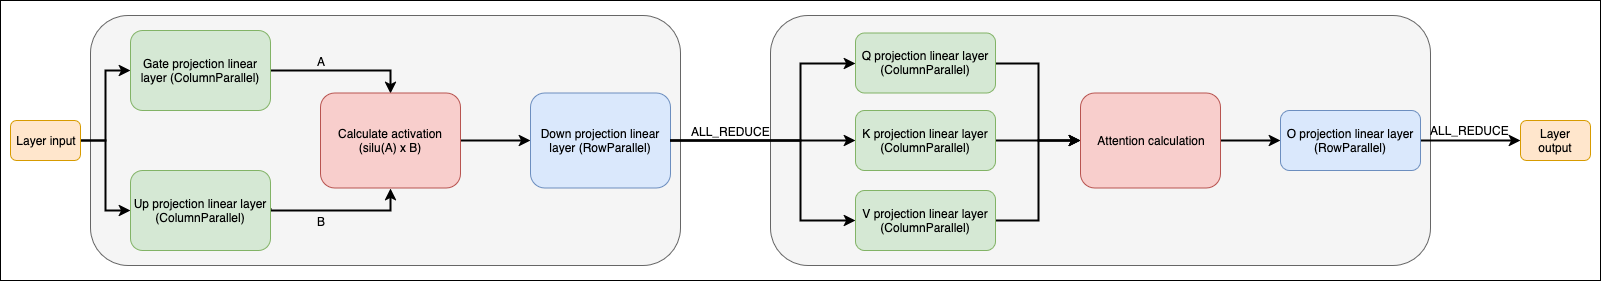 Layer input
Gate projection linear
layer (ColumnParallel)
A
Up projection linear layer
(ColumnParallel)
B
Calculate activation
(silu(A) x B)
Down projection linear
layer (RowParallel)
ALL_REDUCE
Q projection linear layer
(ColumnParallel)
K projection linear layer
(ColumnParallel)
V projection linear layer
(ColumnParallel)
Attention calculation
O projection linear layer
(RowParallel)
ALL_REDUCE
Layer
output